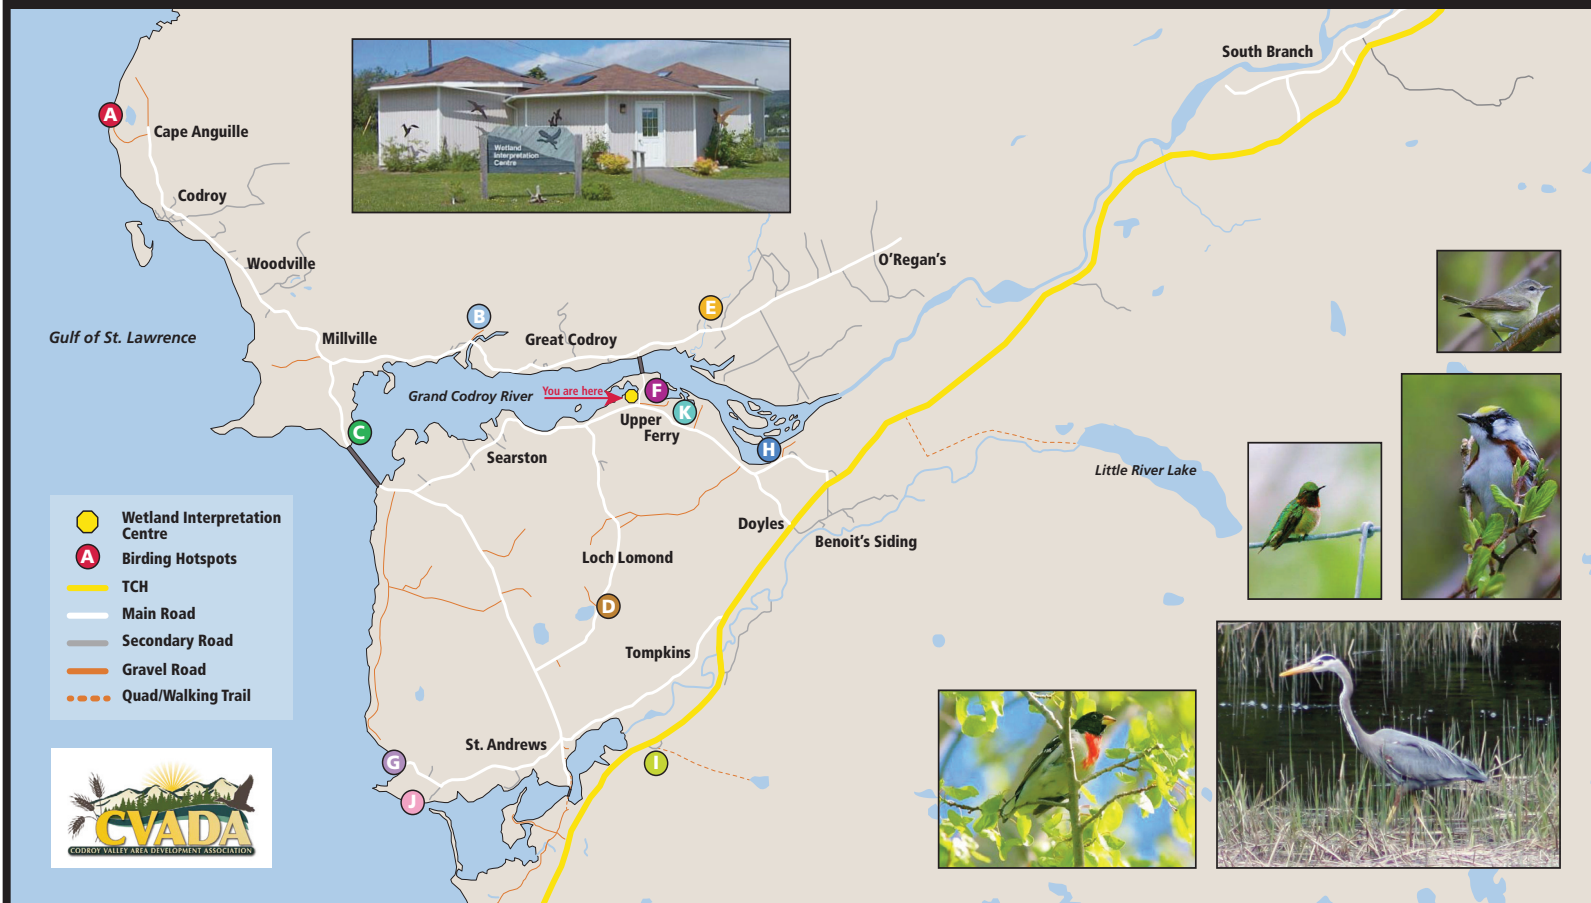 South Branch
A
Cape Anguille
Wetland
Interpretation
Centre
Codroy
Woodville
O'Regan's
E
B
Gulf of St. Lawrence
Millville
Great Codroy
Grand Codroy River
You are here
F
K
Upper
Ferry
C
H
Searston
Little River Lake
Doyles
Benoit's Siding
Loch Lomond
D
Tompkins
St. Andrews
G
I
J
Wetland Interpretation
Centre
A Birding Hotspots
TCH
Main Road
Secondary Road
Gravel Road
Quad/Walking Trail
CVADA
CODROY VALLEY AREA DEVELOPMENT ASSOCIATION